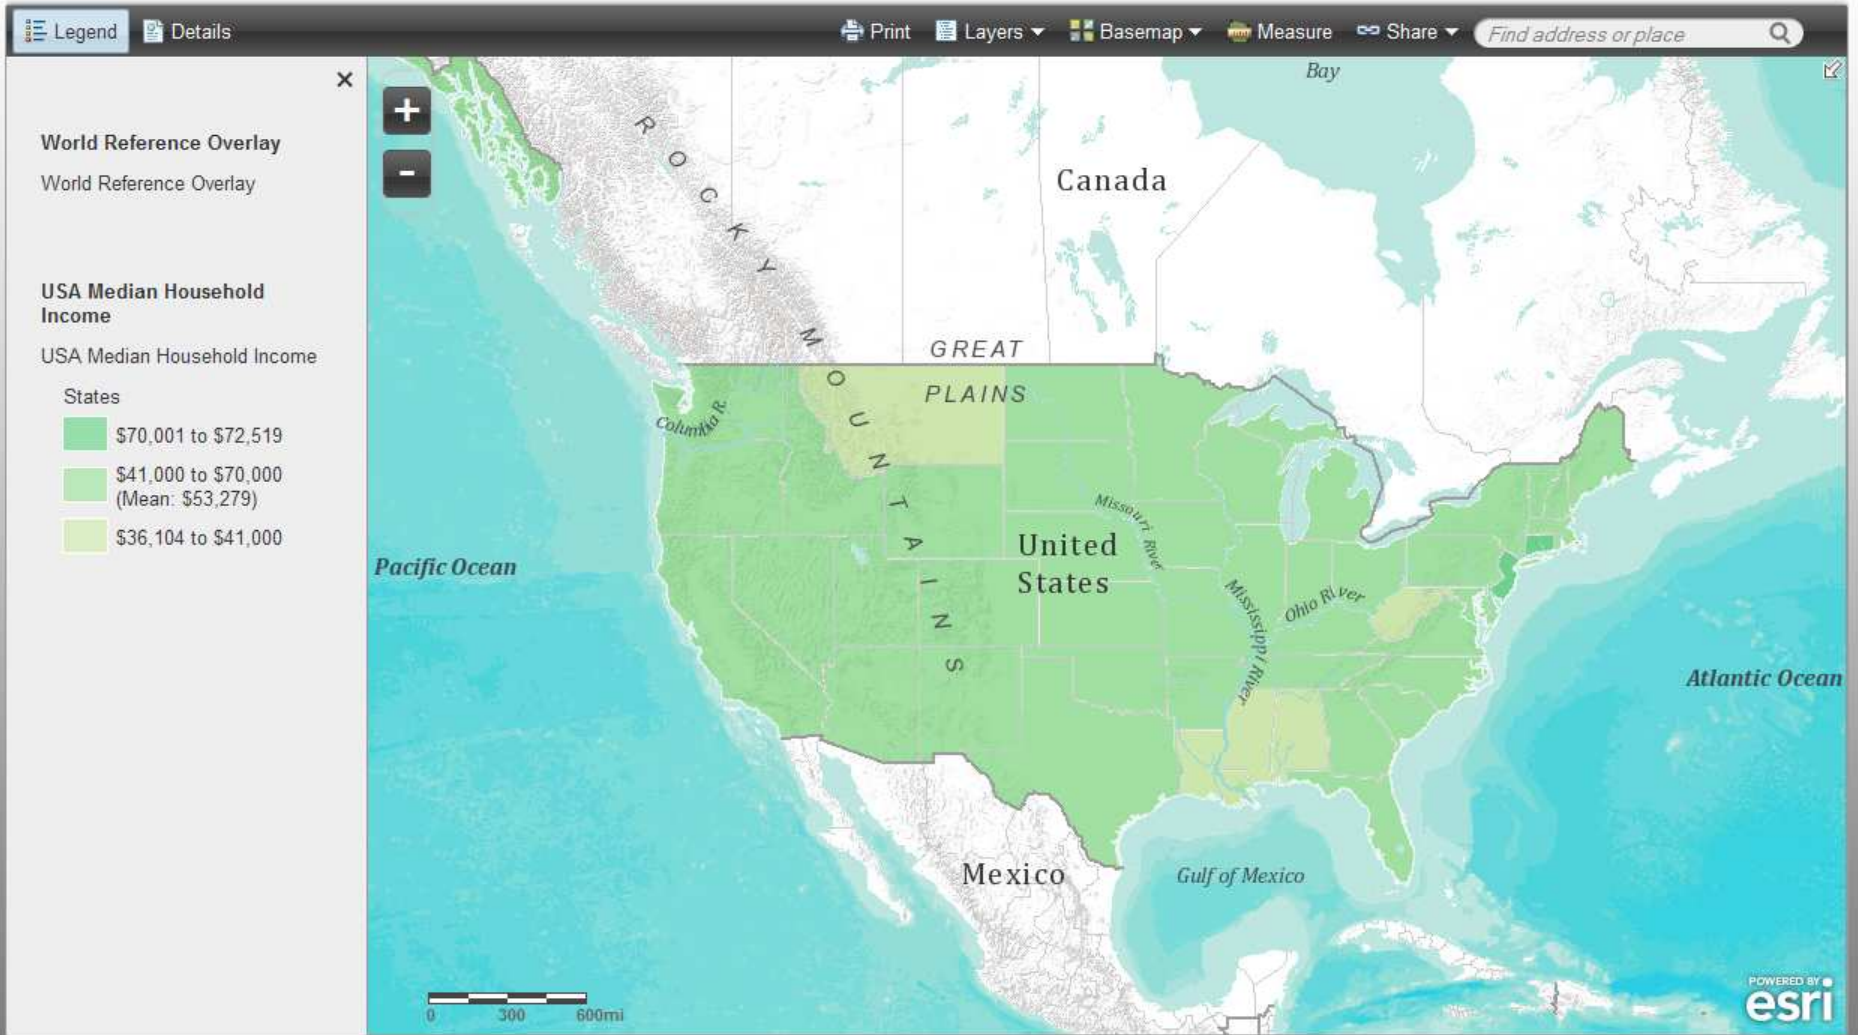 Legend
Details
Print
Layers
Basemap
Measure
Share
Find address or place
World Reference Overlay
World Reference Overlay
USA Median Household
Income
USA Median Household Income
States
$70,001 to $72,519
$41,000 to $70,000
(Mean: $53,279)
$36,104 to $41,000
+
-
Bay
Canada
ROCKY MOUNTAINS
GREAT
PLAINS
Columbia R.
Missouri River
United
States
Mississippi River
Ohio River
Pacific Ocean
Atlantic Ocean
Mexico
Gulf of Mexico
0 300 600mi
POWERED BY
esri